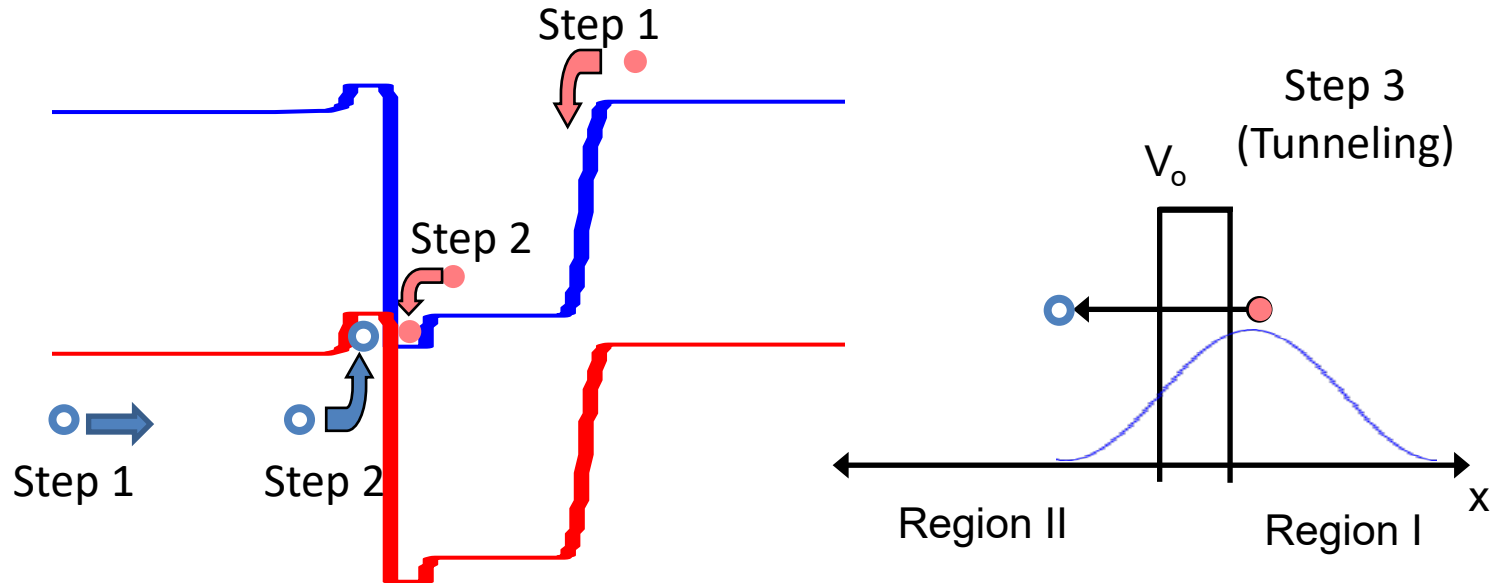 Step 1
Step 2
Step 1
Step 2
Step 3
(Tunneling)
Vo
x
Region II
Region I